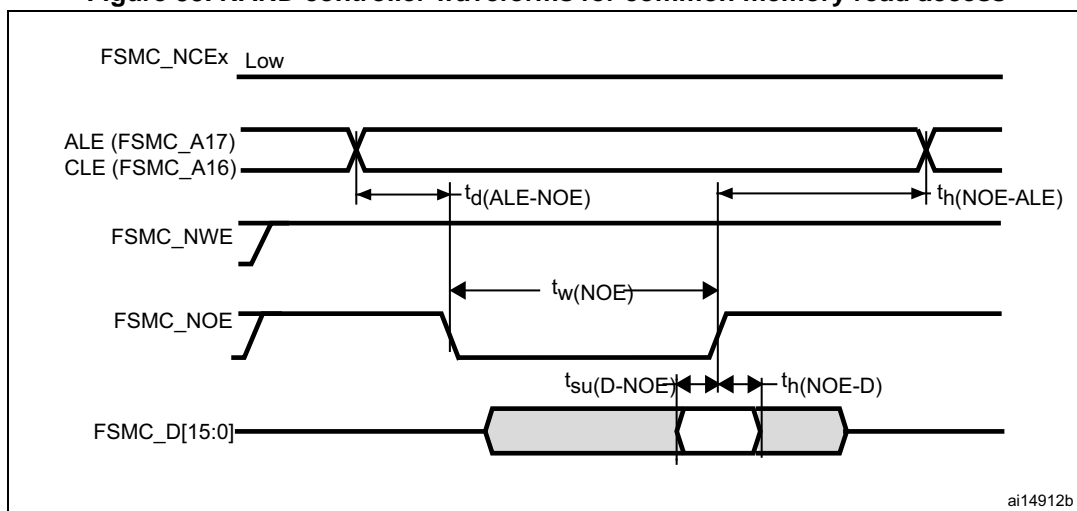 FSMC_NCEx Low
ALE (FSMC_A17)
CLE (FSMC_A16)
td(ALE-NOE) th(NOE-ALE)
FSMC_NWE
tw(NOE)
FSMC_NOE
tsu(D-NOE) th(NOE-D)
FSMC_D[15:0]
ai14912b